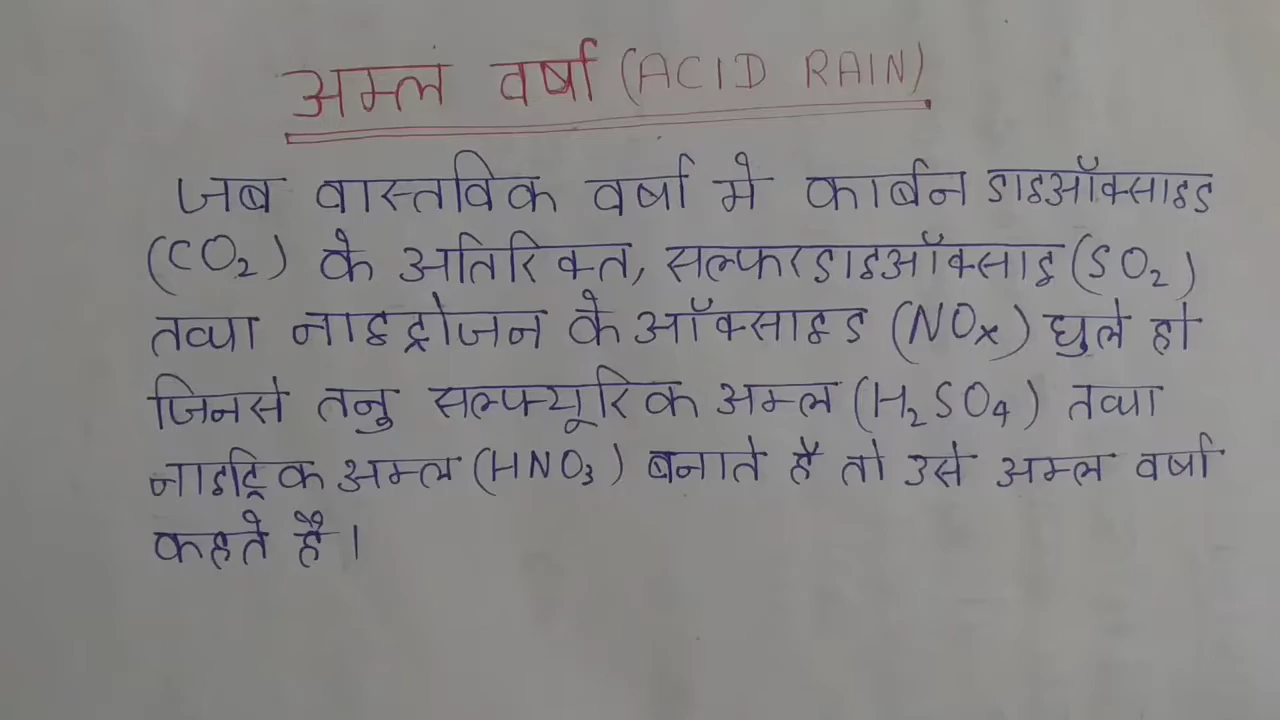 अम्ल वर्षा (ACID RAIN)
जब वास्तविक वर्षा मे कार्बन डाइऑक्साइड
(CO₂) के अतिरिक्त, सल्फरडाइऑक्साइ (SO₂)
तथा नाइट्रोजन के ऑक्साइड (NOx) घुले हो
जिनसे तनु सल्फ्यूरिक अम्ल (H₂SO₄) तथा
नाइट्रिक अम्ल (HNO₃) बनाते है तो उसे अम्ल वर्षा
कहते है।